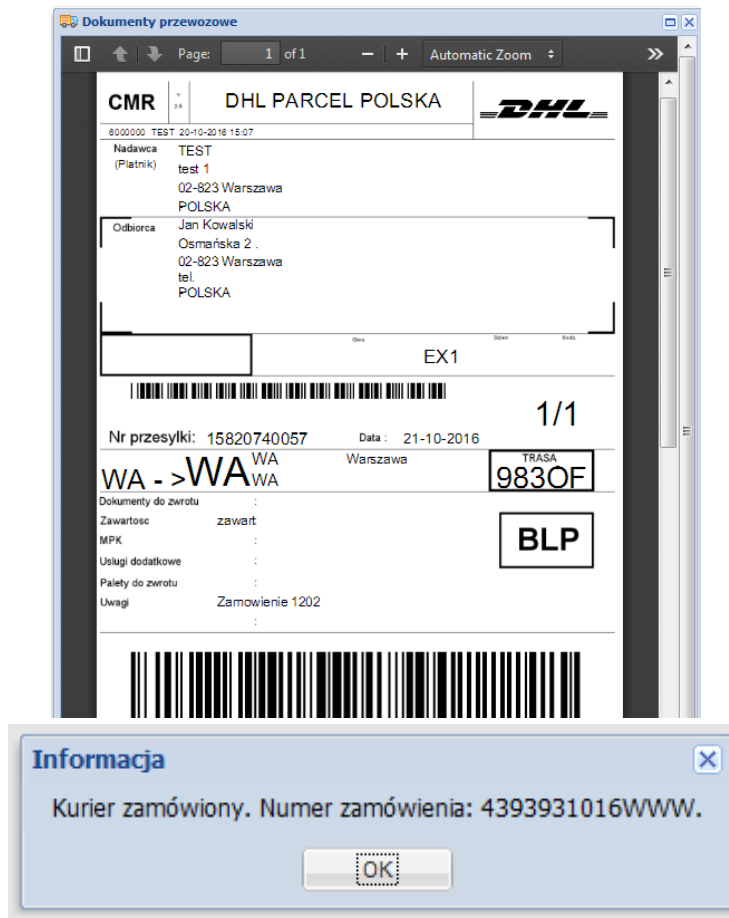 Dokumenty przewozowe
Page: 1 of 1 Automatic Zoom
CMR DHL PARCEL POLSKA DHL
6000000 TEST 20-10-2016 15:07
Nadawca TEST
(Platnik) test 1
02-823 Warszawa
POLSKA
Odbiorca Jan Kowalski
Osmańska 2 .
02-823 Warszawa
tel.
POLSKA
EX1
1/1
Nr przesylki: 15820740057 Data : 21-10-2016
WA - >WA WA Warszawa TRASA
WA 983OF
Dokumenty do zwrotu :
Zawartosc zawart
BLP
MPK :
Uslugi dodatkowe :
Palety do zwrotu :
Uwagi Zamowienie 1202
:
Informacja
Kurier zamówiony. Numer zamówienia: 4393931016WWW.
OK